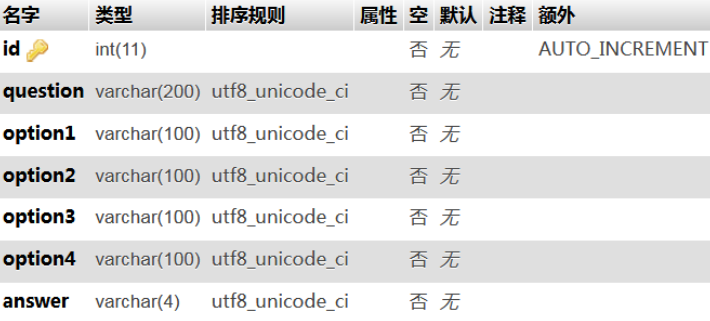 名字 类型 排序规则 属性 空 默认 注释 额外
id int(11) 否 无 AUTO_INCREMENT
question varchar(200) utf8_unicode_ci 否 无
option1 varchar(100) utf8_unicode_ci 否 无
option2 varchar(100) utf8_unicode_ci 否 无
option3 varchar(100) utf8_unicode_ci 否 无
option4 varchar(100) utf8_unicode_ci 否 无
answer varchar(4) utf8_unicode_ci 否 无